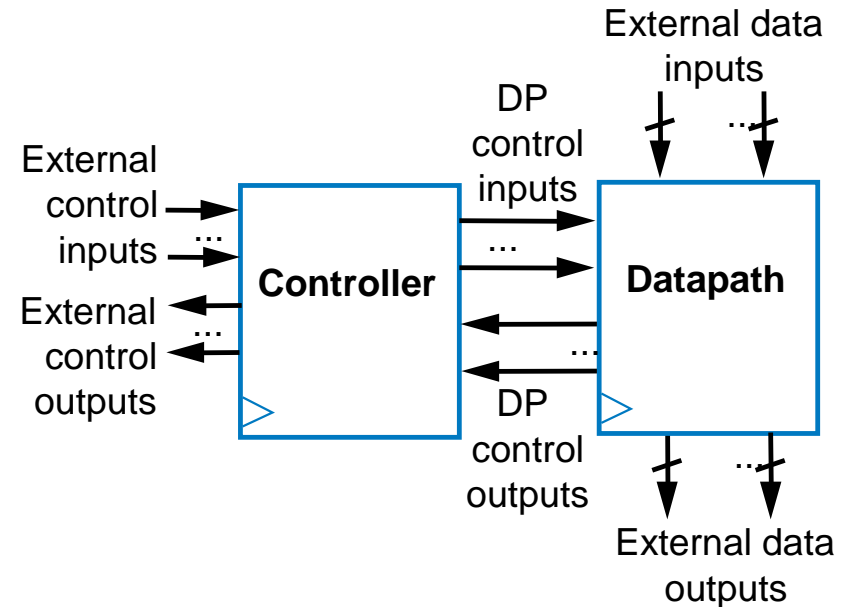 External data
inputs
DP
control
inputs
External
control
inputs
...
...
...
...
Controller
Datapath
External
control
outputs
...
...
DP
control
outputs
...
External data
outputs